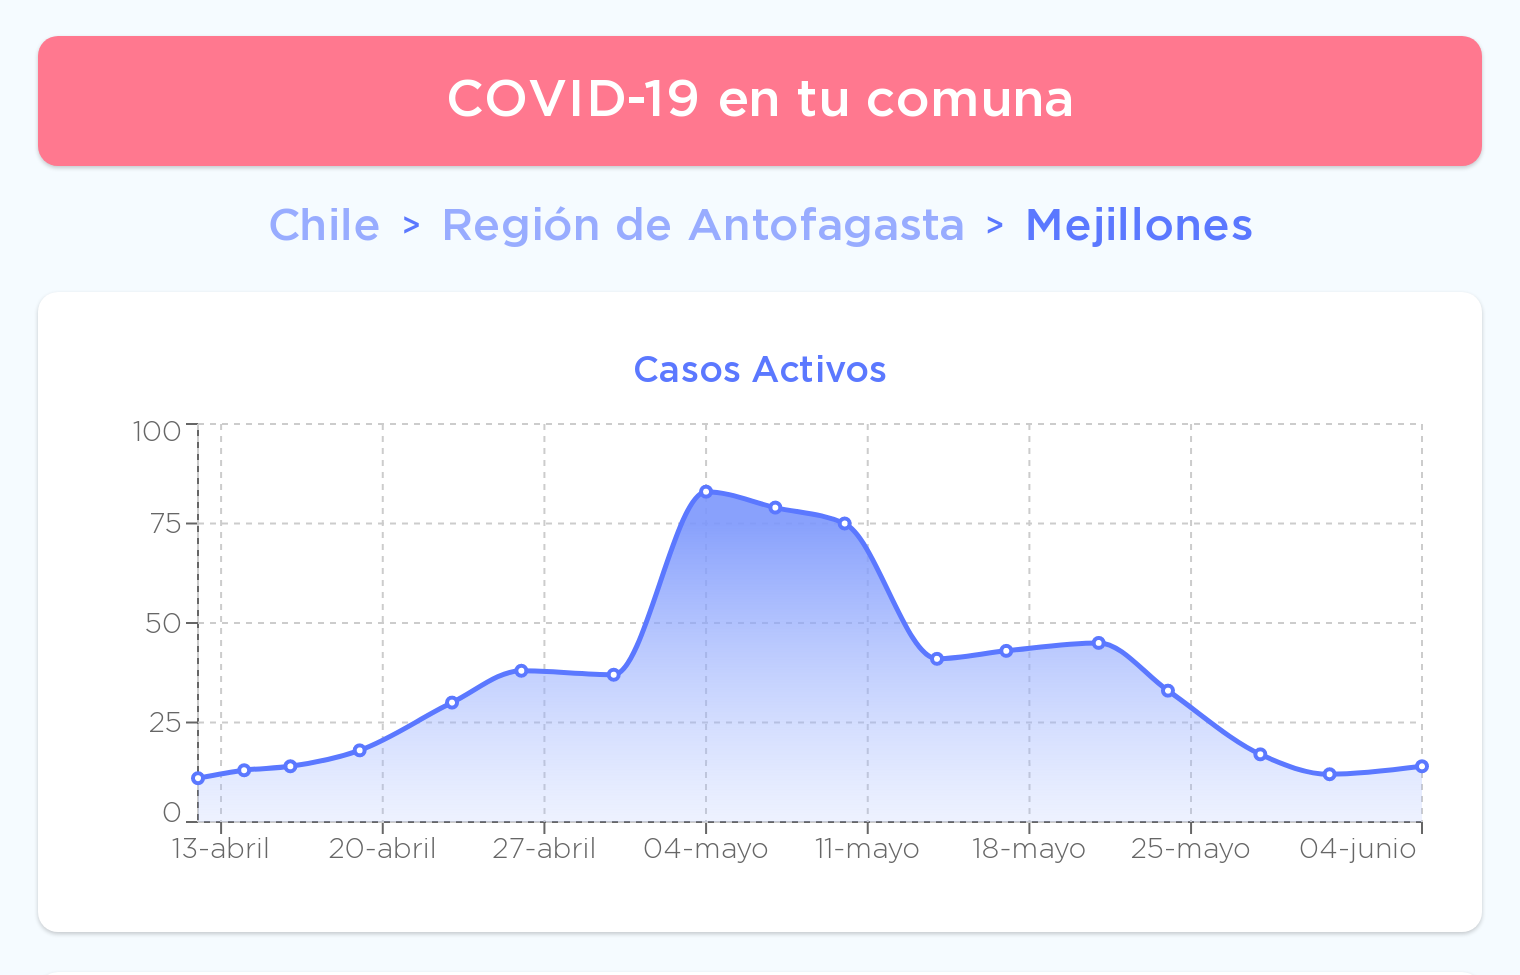 COVID-19 en tu comuna
Chile > Región de Antofagasta > Mejillones
Casos Activos
100
75
50
25
0
13-abril 20-abril 27-abril 04-mayo 11-mayo 18-mayo 25-mayo 04-junio